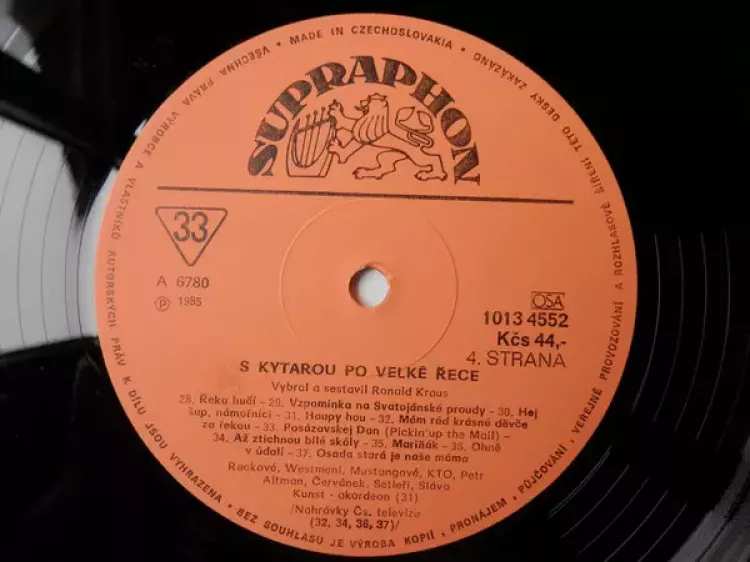 MADE IN CZECHOSLOVAKIA • VŠECHNA PRÁVA VÝROBCE A VLASTNÍKŮ AUTORSKÝCH PRÁV K DÍLU JSOU VYHRAZENA • BEZ SOUHLASU JE VÝROBA KOPIÍ, PRONÁJEM, PŮJČOVÁNÍ, VEŘEJNÉ PROVOZOVÁNÍ A ROZHLASOVÉ ŠÍŘENÍ TÉTO DESKY ZAKÁZÁNO •
SUPRAPHON
33
A 6780
Ⓟ 1985
OSA
1013 4552
Kčs 44,-
4. STRANA
S KYTAROU PO VELKÉ ŘECE
Vybral a sestavil Ronald Kraus
28. Řeka hučí – 29. Vzpomínka na Svatojánské proudy – 30. Hej
šup, námořníci – 31. Houpy hou – 32. Mám rád krásné děvče
za řekou – 33. Posázavskej Dan (Pickin'up the Mail) –
34. Až ztichnou bílé skály – 35. Mariňák – 36. Ohně
v údolí – 37. Osada stará je naše máma
Rackové, Westmeni, Mustangové, KTO, Petr
Altman, Červánek, Setleři, Sláva
Kunst - akordeon (31)
/Nahrávky Čs. televize
(32, 34, 36, 37)/